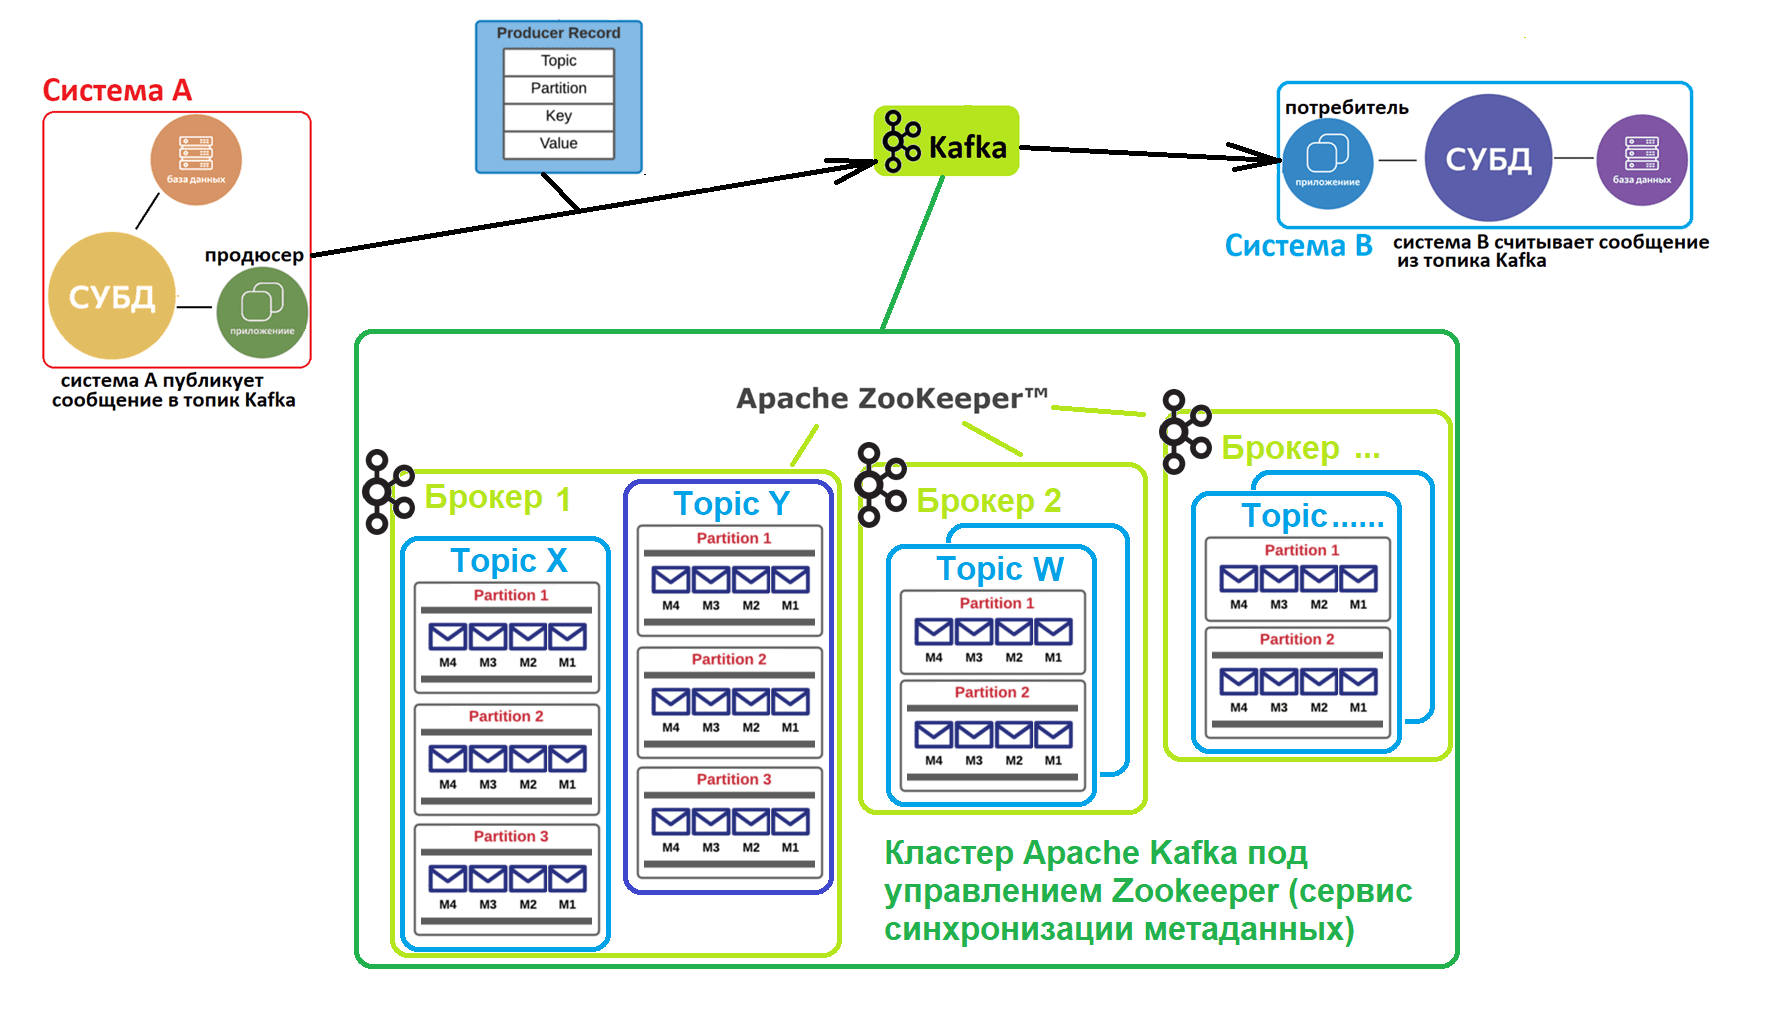 Producer Record
Topic
Partition
Key
Value
Система А
база данных
СУБД
продюсер
приложениие
система А публикует
сообщение в топик Kafka
Kafka
потребитель
приложениие
СУБД
база данных
Система В
система В считывает сообщение
из топика Kafka
Apache ZooKeeper™
Брокер 1
Topic X
Partition 1
M4 M3 M2 M1
Partition 2
M4 M3 M2 M1
Partition 3
M4 M3 M2 M1
Topic Y
Partition 1
M4 M3 M2 M1
Partition 2
M4 M3 M2 M1
Partition 3
M4 M3 M2 M1
Брокер 2
Topic W
Partition 1
M4 M3 M2 M1
Partition 2
M4 M3 M2 M1
Брокер ...
Topic ......
Partition 1
M4 M3 M2 M1
Partition 2
M4 M3 M2 M1
Кластер Apache Kafka под
управлением Zookeeper (сервис
синхронизации метаданных)